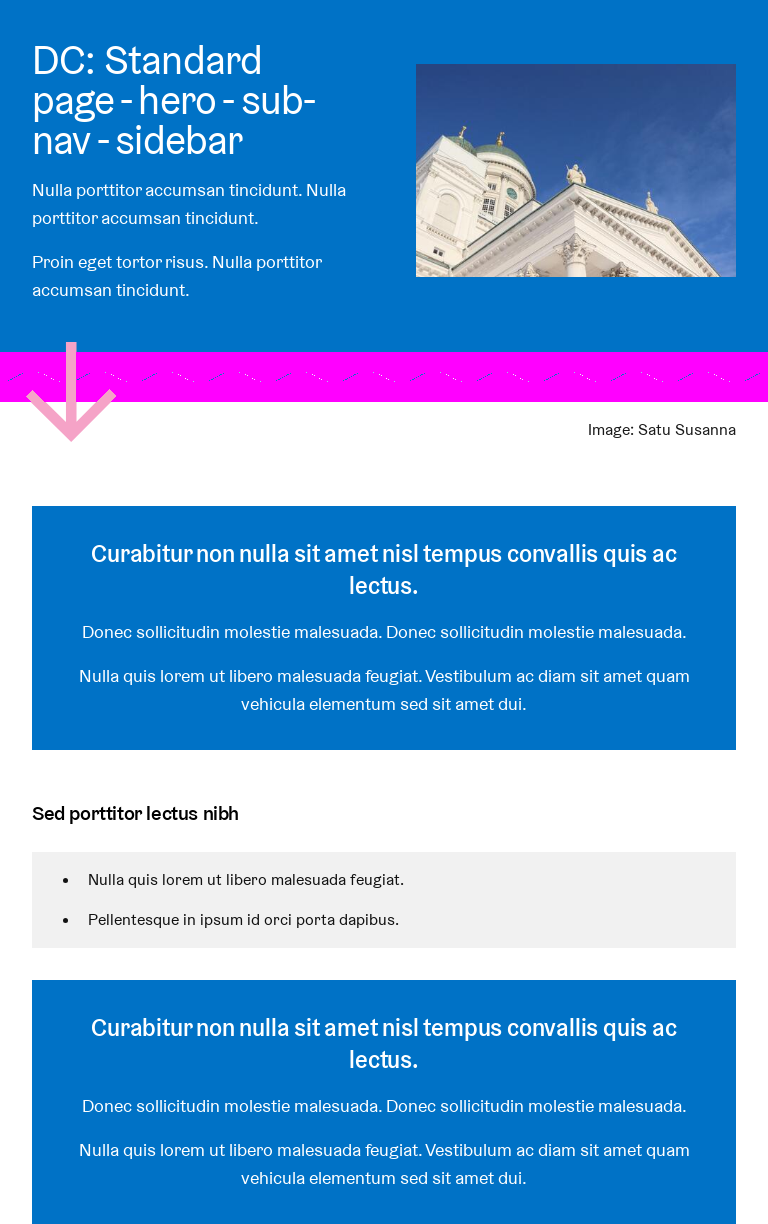 DC: Standard
page - hero - sub-
nav - sidebar
Nulla porttitor accumsan tincidunt. Nulla
porttitor accumsan tincidunt.
Proin eget tortor risus. Nulla porttitor
accumsan tincidunt.
Image: Satu Susanna
Curabitur non nulla sit amet nisl tempus convallis quis ac
lectus.
Donec sollicitudin molestie malesuada. Donec sollicitudin molestie malesuada.
Nulla quis lorem ut libero malesuada feugiat. Vestibulum ac diam sit amet quam
vehicula elementum sed sit amet dui.
Sed porttitor lectus nibh
• Nulla quis lorem ut libero malesuada feugiat.
• Pellentesque in ipsum id orci porta dapibus.
Curabitur non nulla sit amet nisl tempus convallis quis ac
lectus.
Donec sollicitudin molestie malesuada. Donec sollicitudin molestie malesuada.
Nulla quis lorem ut libero malesuada feugiat. Vestibulum ac diam sit amet quam
vehicula elementum sed sit amet dui.